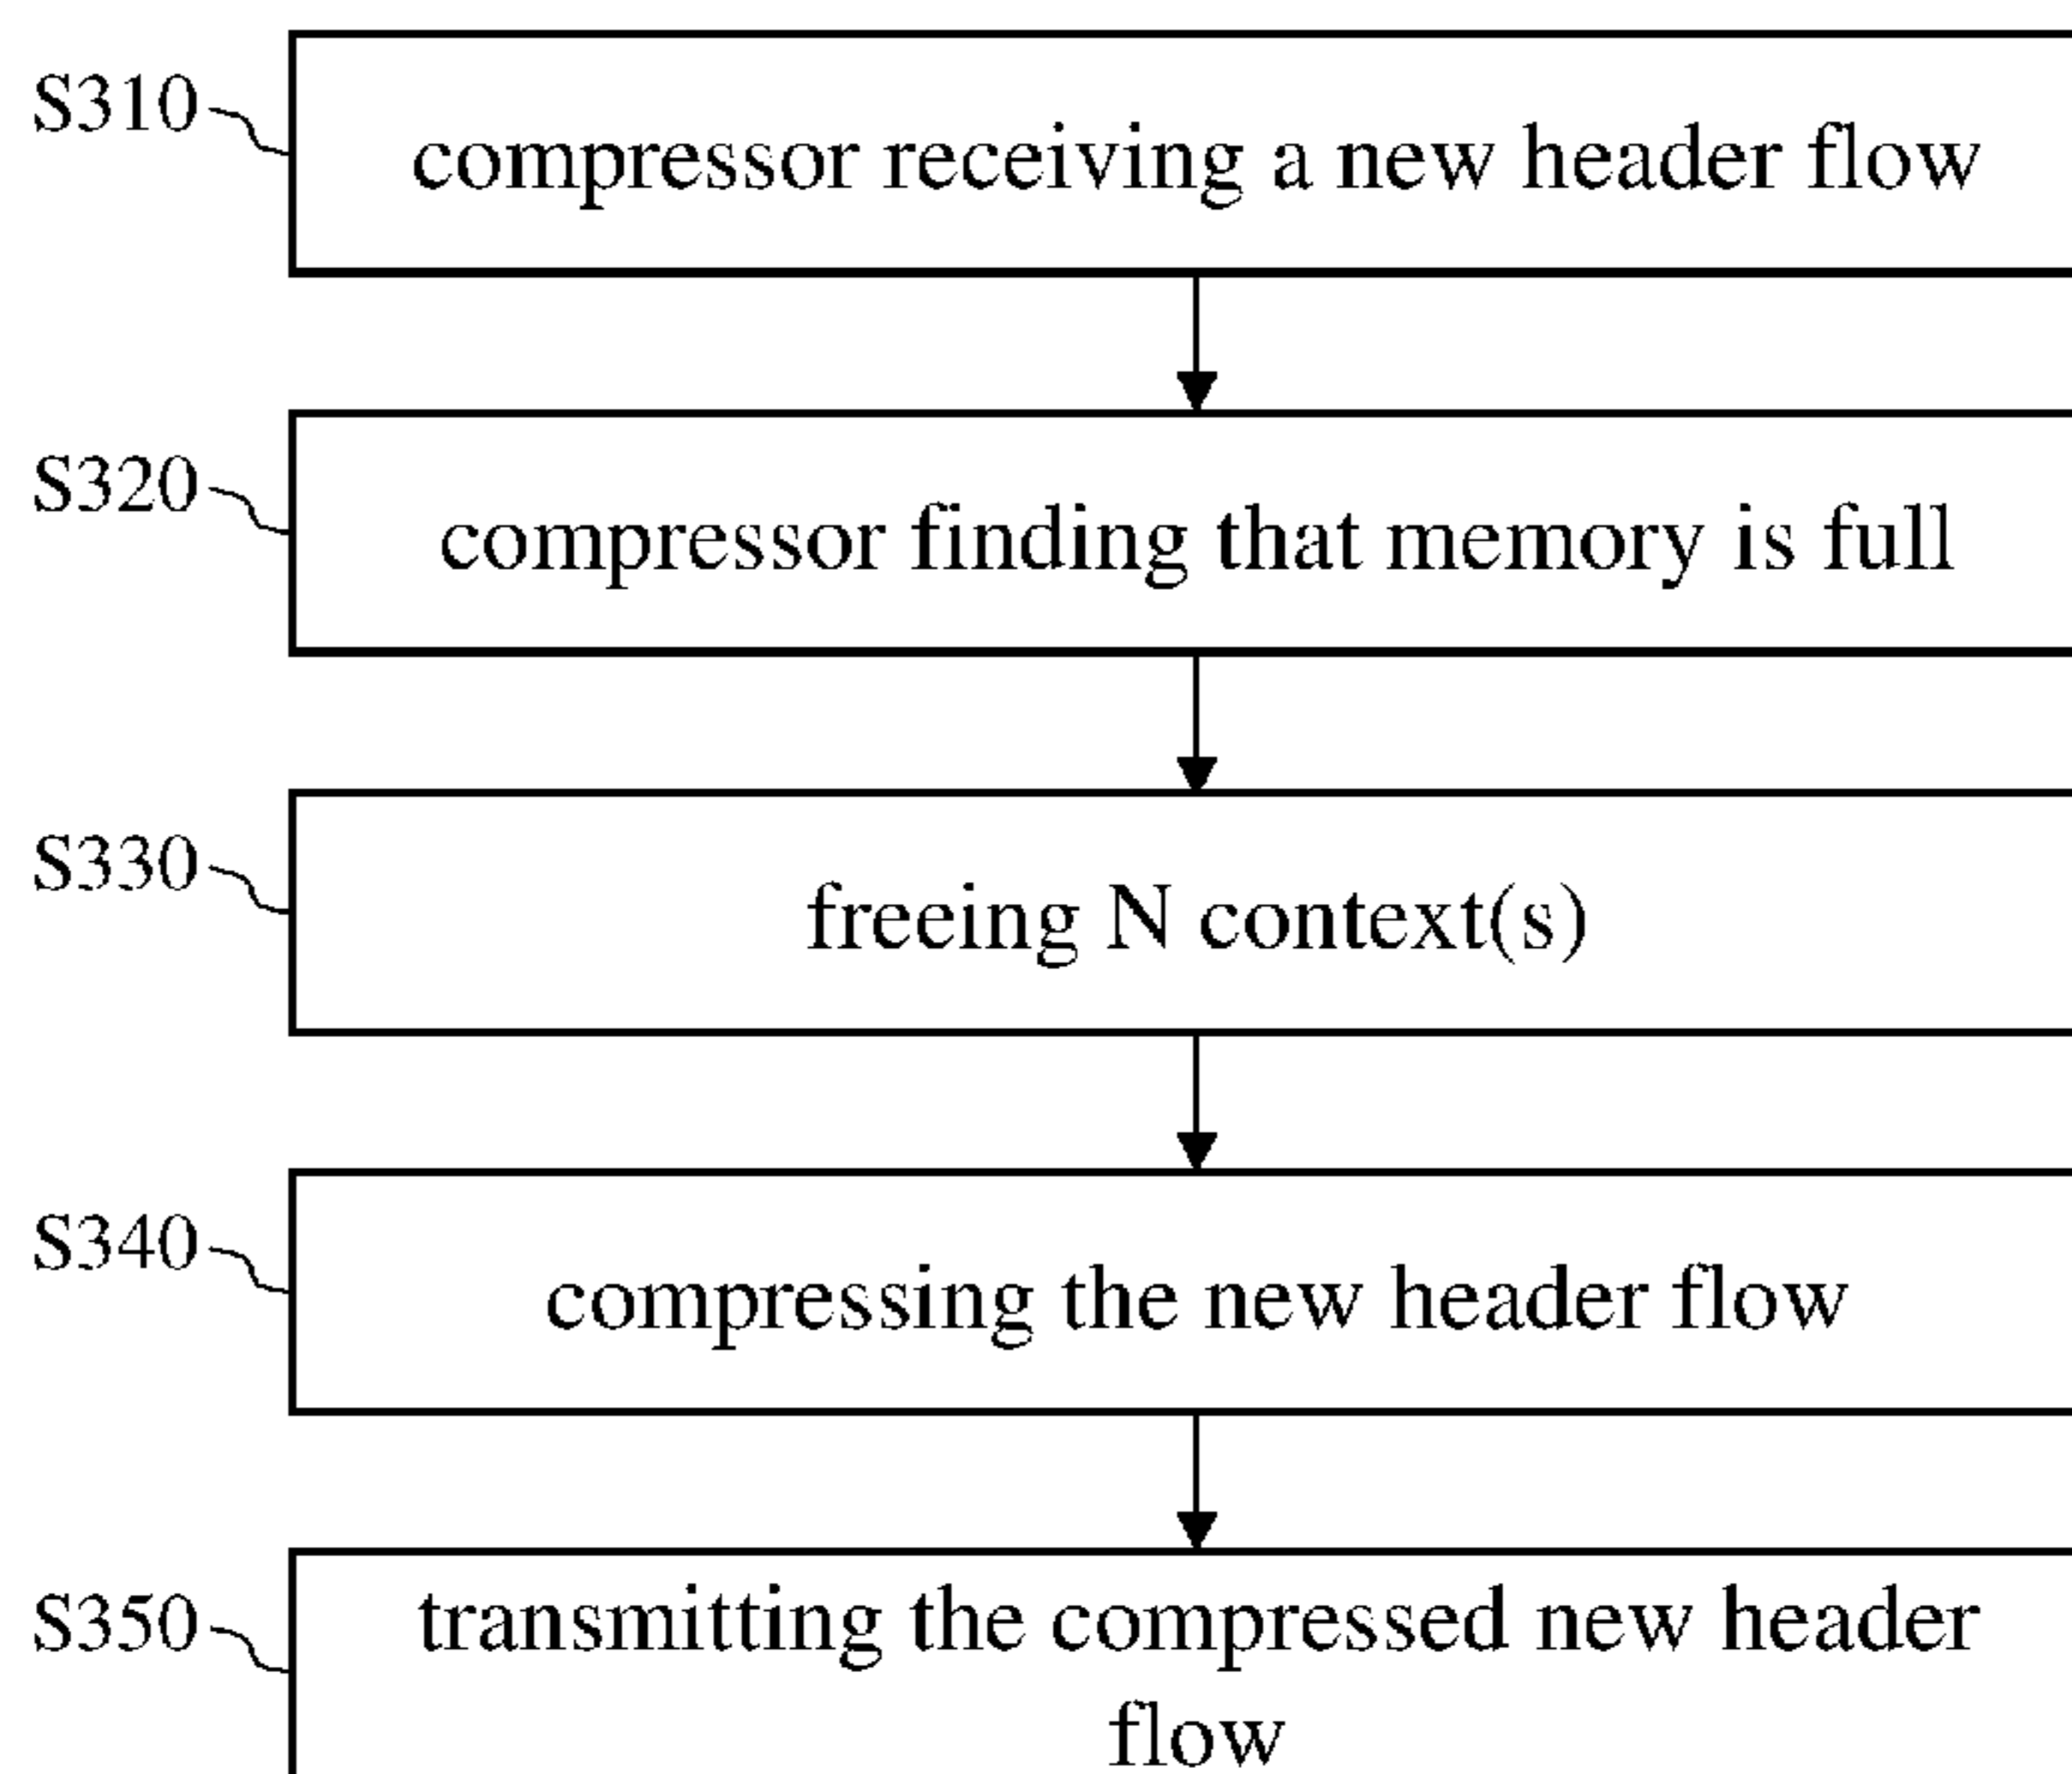 S310
compressor receiving a new header flow
S320
compressor finding that memory is full
S330
freeing N context(s)
S340
compressing the new header flow
S350
transmitting the compressed new header
flow